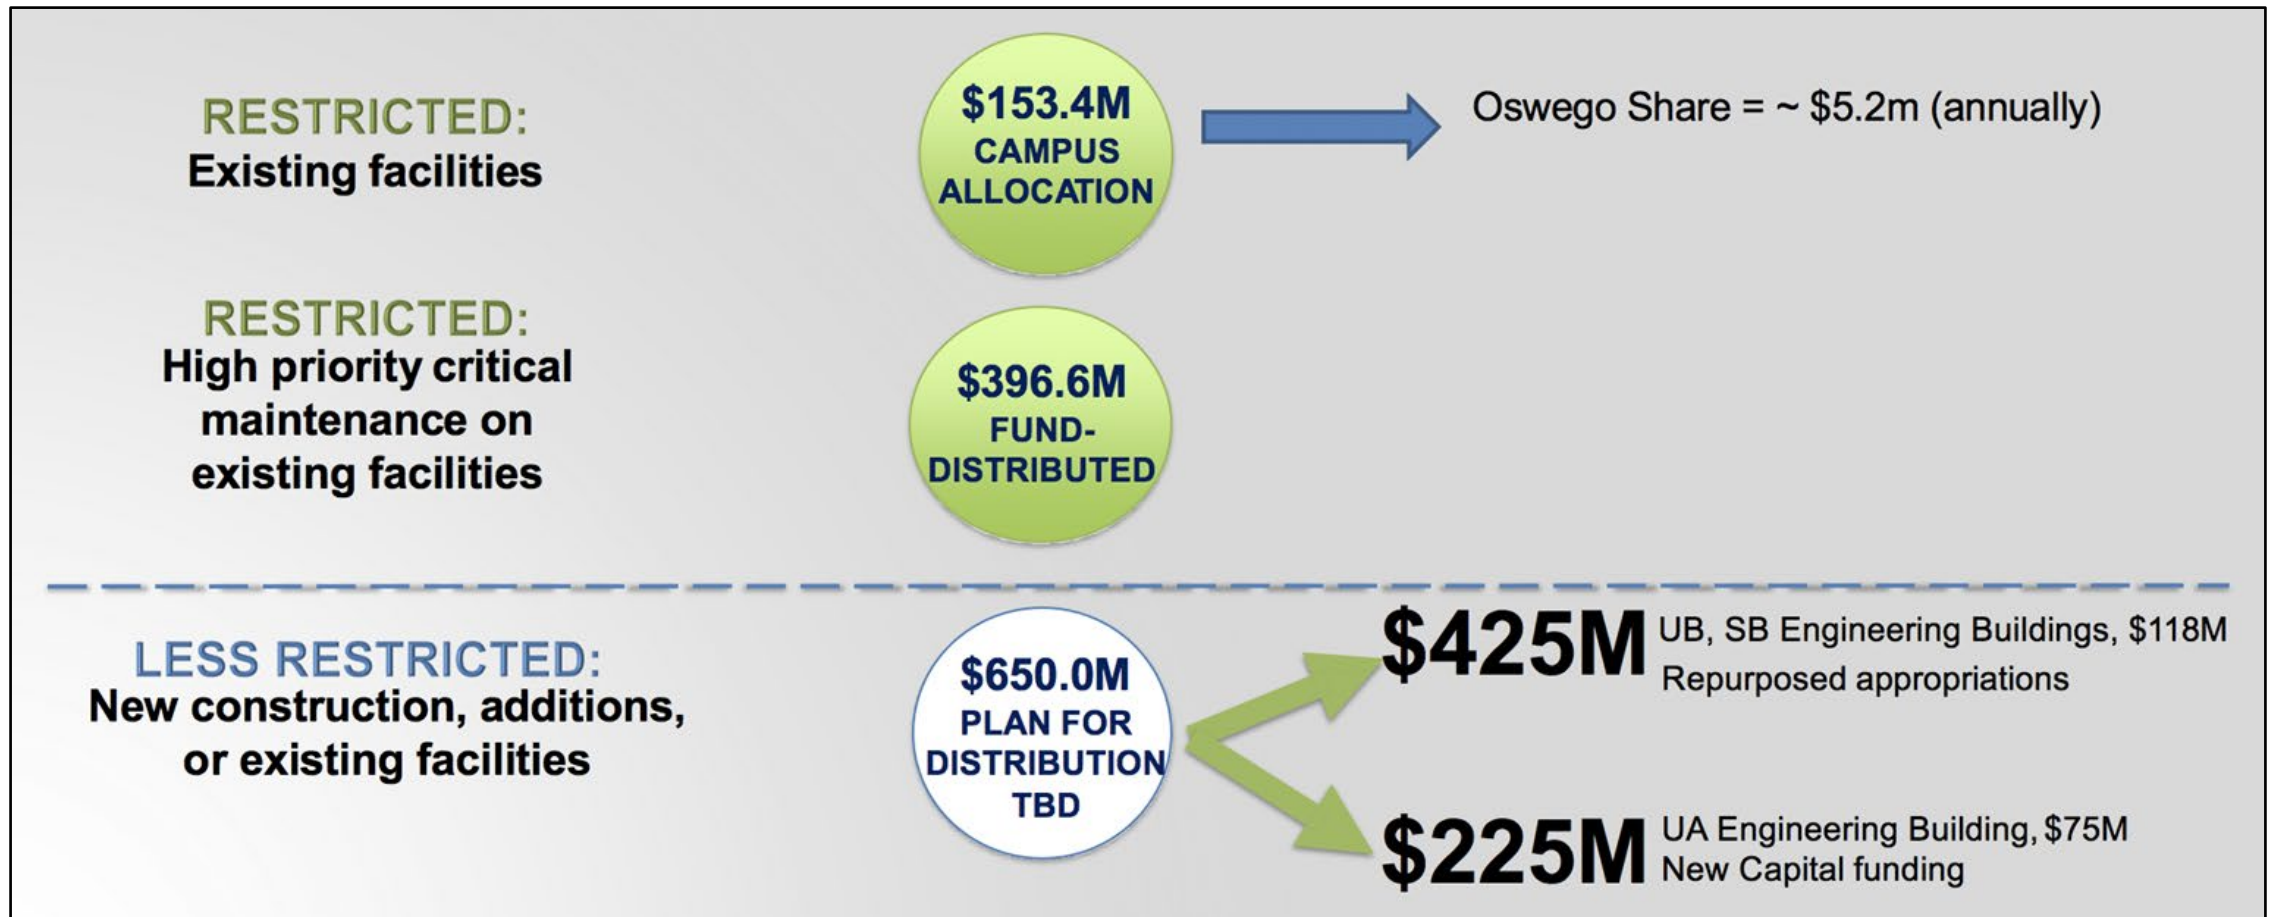 RESTRICTED:
Existing facilities
$153.4M
CAMPUS
ALLOCATION
Oswego Share = ~ $5.2m (annually)
RESTRICTED:
High priority critical
maintenance on
existing facilities
$396.6M
FUND-
DISTRIBUTED
LESS RESTRICTED:
New construction, additions,
or existing facilities
$650.0M
PLAN FOR
DISTRIBUTION
TBD
$425M
UB, SB Engineering Buildings, $118M
Repurposed appropriations
$225M
UA Engineering Building, $75M
New Capital funding